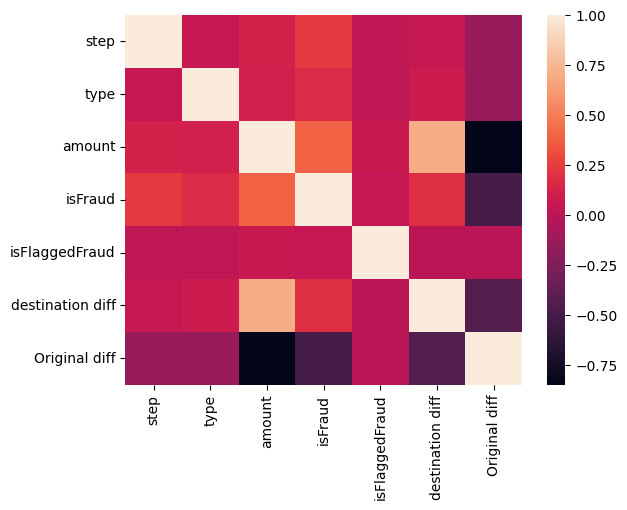 step
type
amount
isFraud
isFlaggedFraud
destination diff
Original diff
step
type
amount
isFraud
isFlaggedFraud
destination diff
Original diff
1.00
0.75
0.50
0.25
0.00
−0.25
−0.50
−0.75